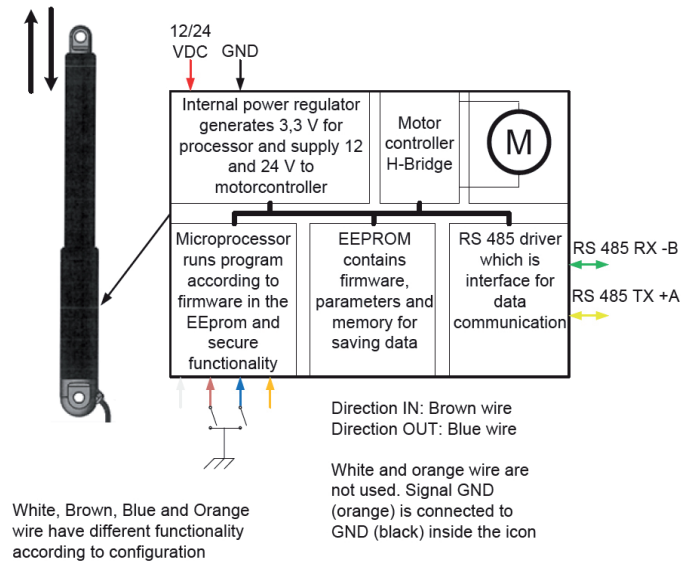 12/24
VDC GND
Internal power regulator
generates 3,3 V for
processor and supply 12
and 24 V to
motorcontroller
Motor
controller
H-Bridge
M
Microprocessor
runs program
according to
firmware in the
EEprom and
secure
functionality
EEPROM
contains
firmware,
parameters and
memory for
saving data
RS 485 driver
which is
interface for
data
communication
RS 485 RX -B
RS 485 TX +A
Direction IN: Brown wire
Direction OUT: Blue wire
White and orange wire are
not used. Signal GND
(orange) is connected to
GND (black) inside the icon
White, Brown, Blue and Orange
wire have different functionality
according to configuration